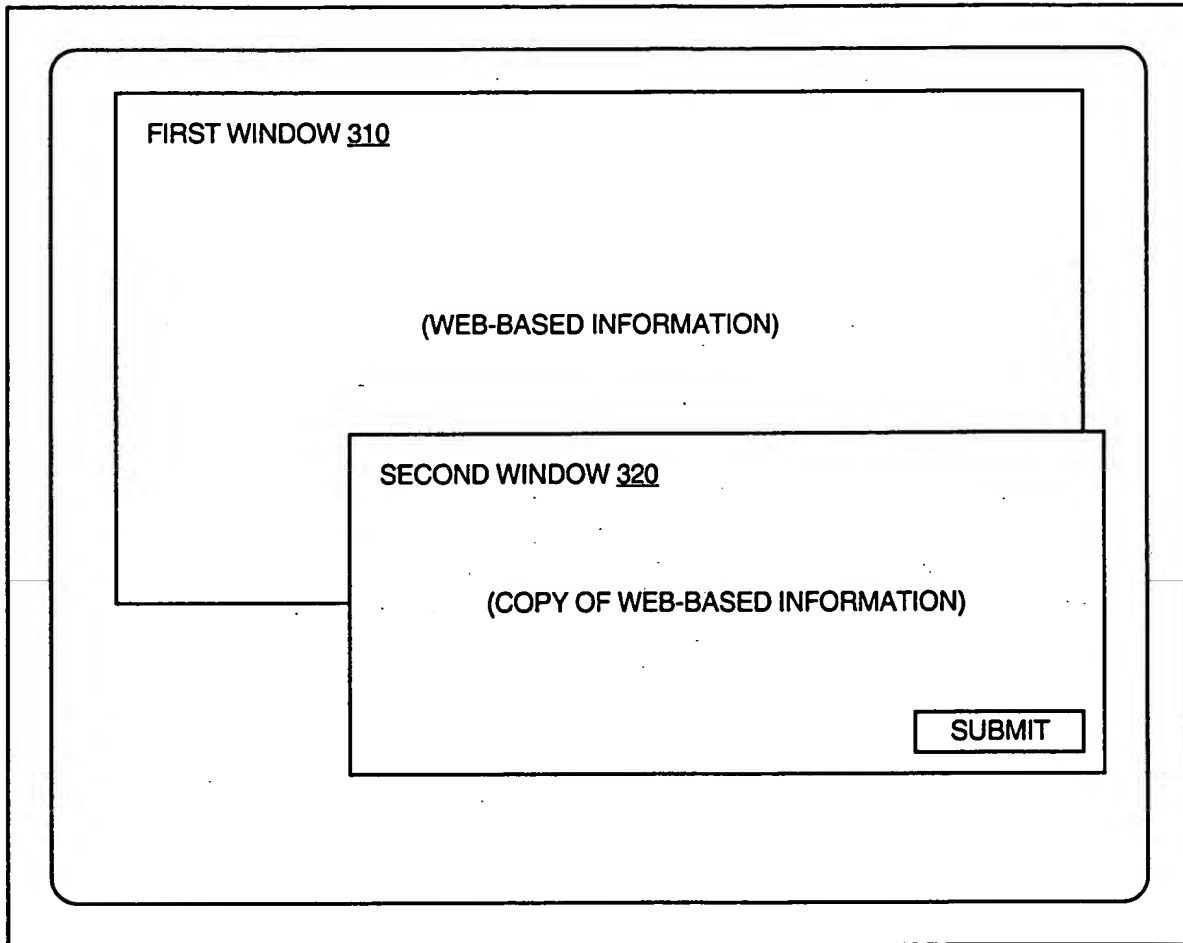 FIRST WINDOW 310
(WEB-BASED INFORMATION)
SECOND WINDOW 320
(COPY OF WEB-BASED INFORMATION)
SUBMIT